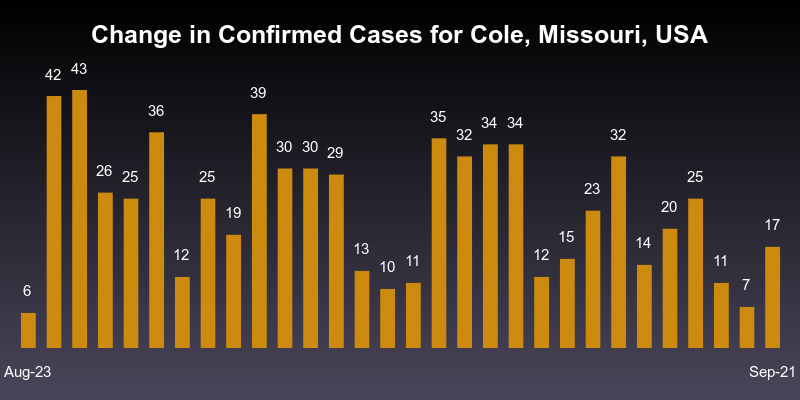 Change in Confirmed Cases for Cole, Missouri, USA
6 42 43 26 25 36 12 25 19 39 30 30 29 13 10 11 35 32 34 34 12 15 23 32 14 20 25 11 7 17
Aug-23 Sep-21